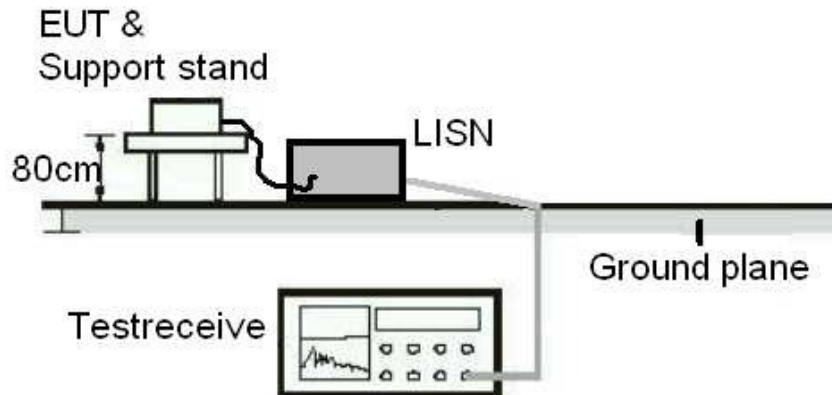 EUT &
Support stand
LISN
80cm
Ground plane
Testreceive